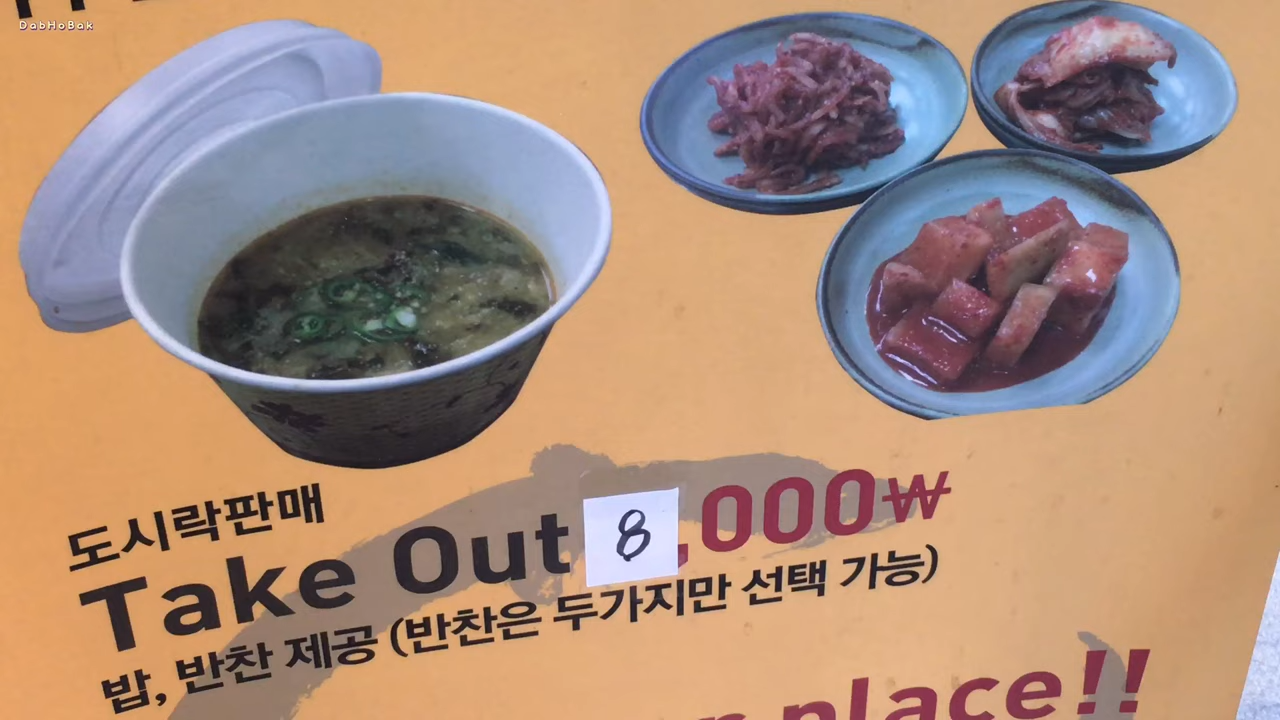 DabHoBak
도시락판매
Take Out 8,000₩
밥, 반찬 제공 (반찬은 두가지만 선택 가능)
place!!